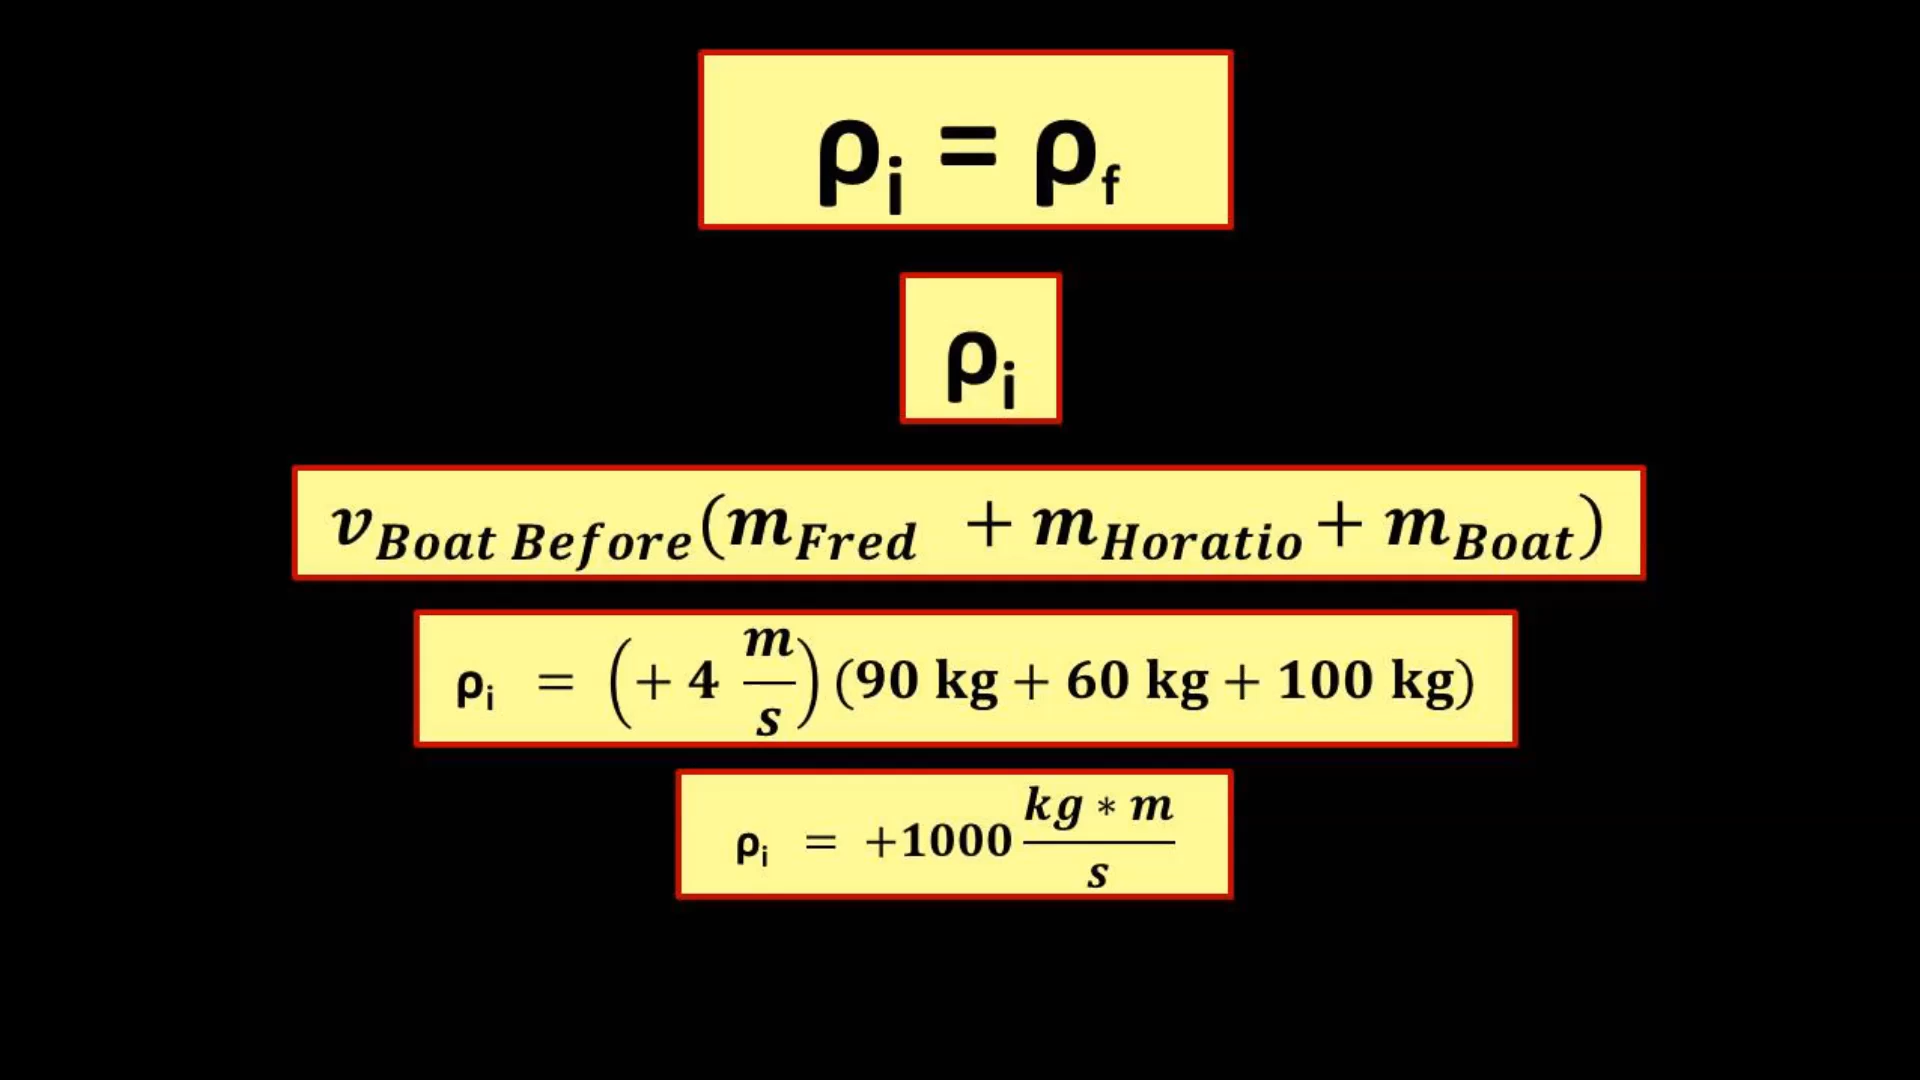 ρi = ρf
ρi
vBoat Before(mFred + mHoratio + mBoat)
ρi = (+ 4 m/s) (90 kg + 60 kg + 100 kg)
ρi = +1000 kg * m/s